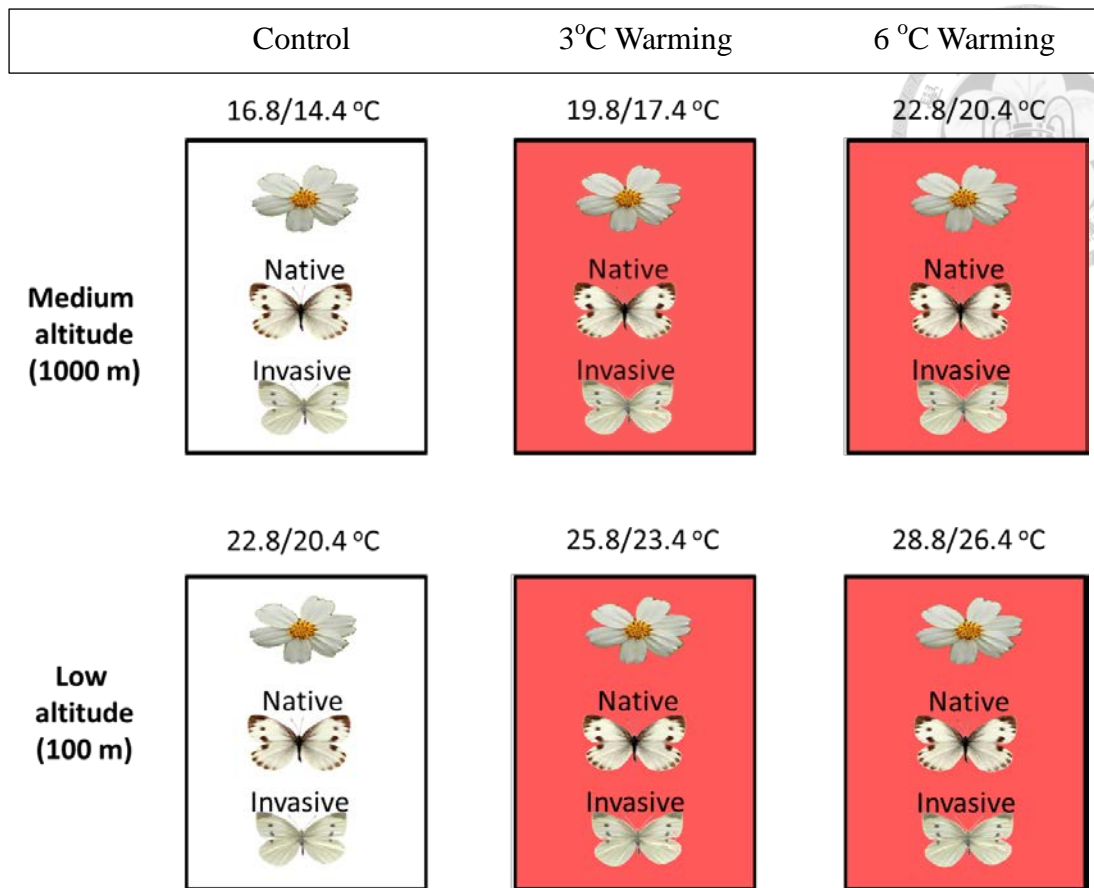 Control 3°C Warming 6 °C Warming
16.8/14.4 °C 19.8/17.4 °C 22.8/20.4 °C
Medium
altitude
(1000 m)
Native Native Native
Invasive Invasive Invasive
22.8/20.4 °C 25.8/23.4 °C 28.8/26.4 °C
Low
altitude
(100 m)
Native Native Native
Invasive Invasive Invasive